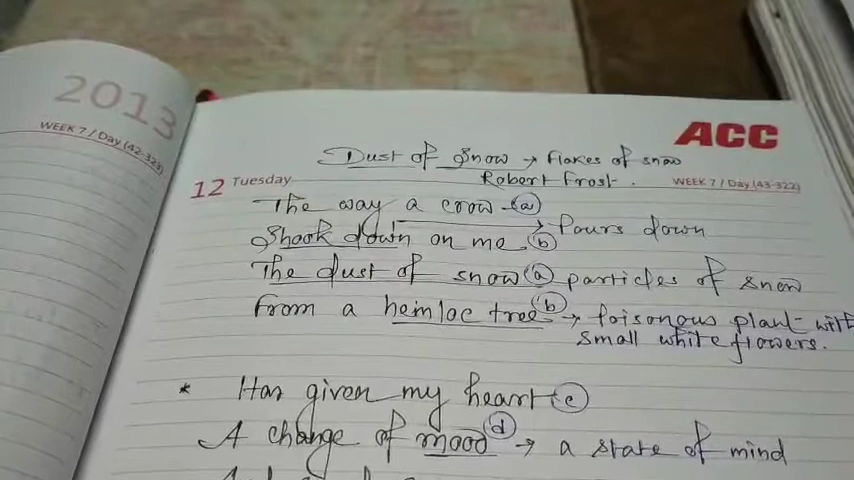 2013
WEEK 7 / Day (42-323)
ACC
Dust of Snow → Flakes of snow
12 Tuesday
Robert Frost.
WEEK 7 / Day (43-322)
The way a crow (a)
Shook down on me (b) → Pours down
The dust of snow (a) particles of snow
From a hemloc tree (b) → Poisonous plant with
small white flowers.
* Has given my heart (c)
A change of mood (d) → a state of mind